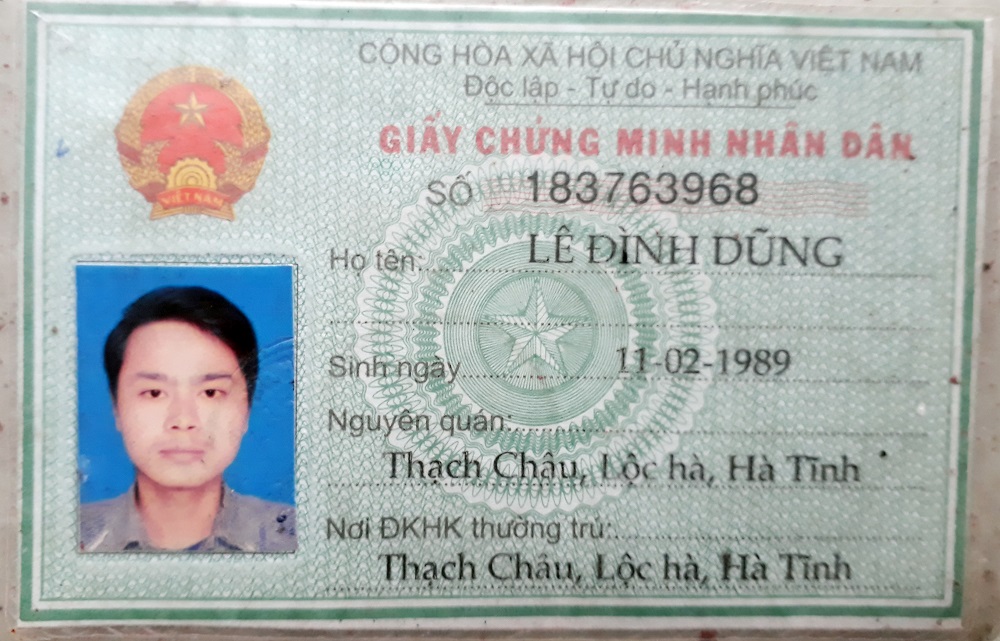 CỘNG HÒA XÃ HỘI CHỦ NGHĨA VIỆT NAM
Độc lập - Tự do - Hạnh phúc
GIẤY CHỨNG MINH NHÂN DÂN
SỐ 183763968
VIỆT NAM
Họ tên: LÊ ĐÌNH DŨNG
Sinh ngày 11-02-1989
Nguyên quán:
Thạch Châu, Lộc hà, Hà Tĩnh
Nơi ĐKHK thường trú:
Thạch Châu, Lộc hà, Hà Tĩnh